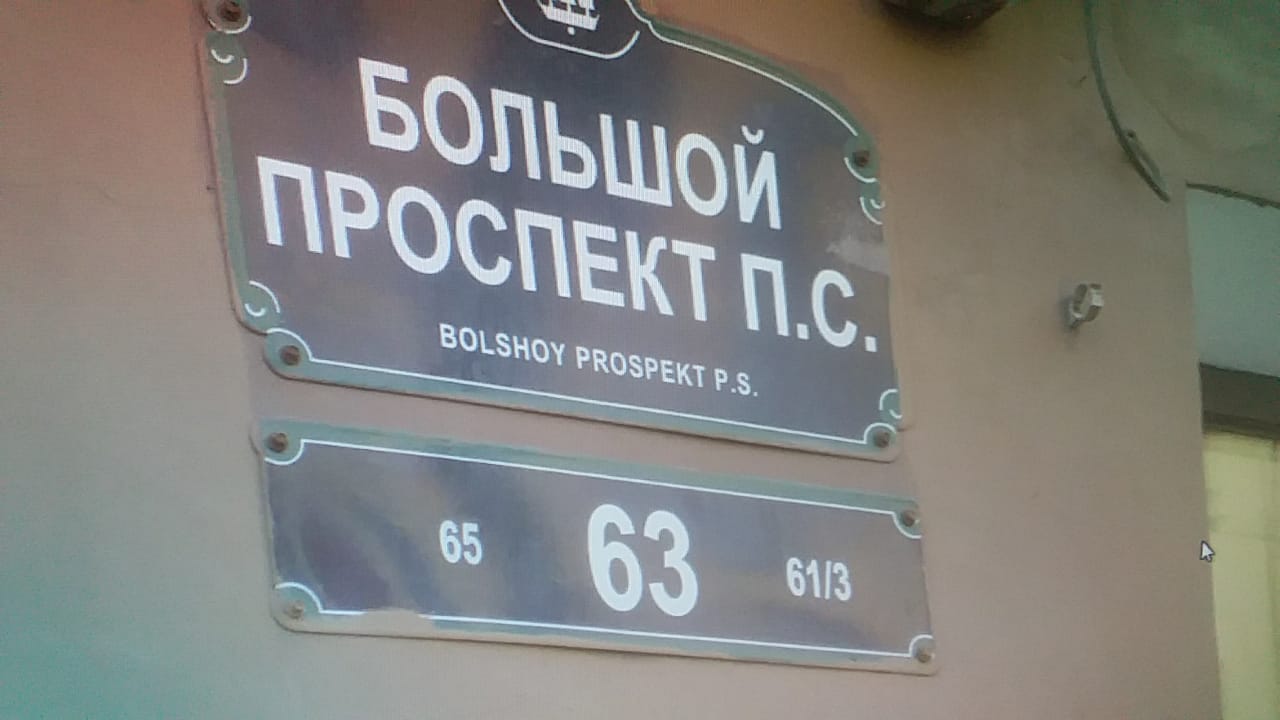 БОЛЬШОЙ
ПРОСПЕКТ П.С.
BOLSHOY PROSPEKT P.S.
65 63 61/3